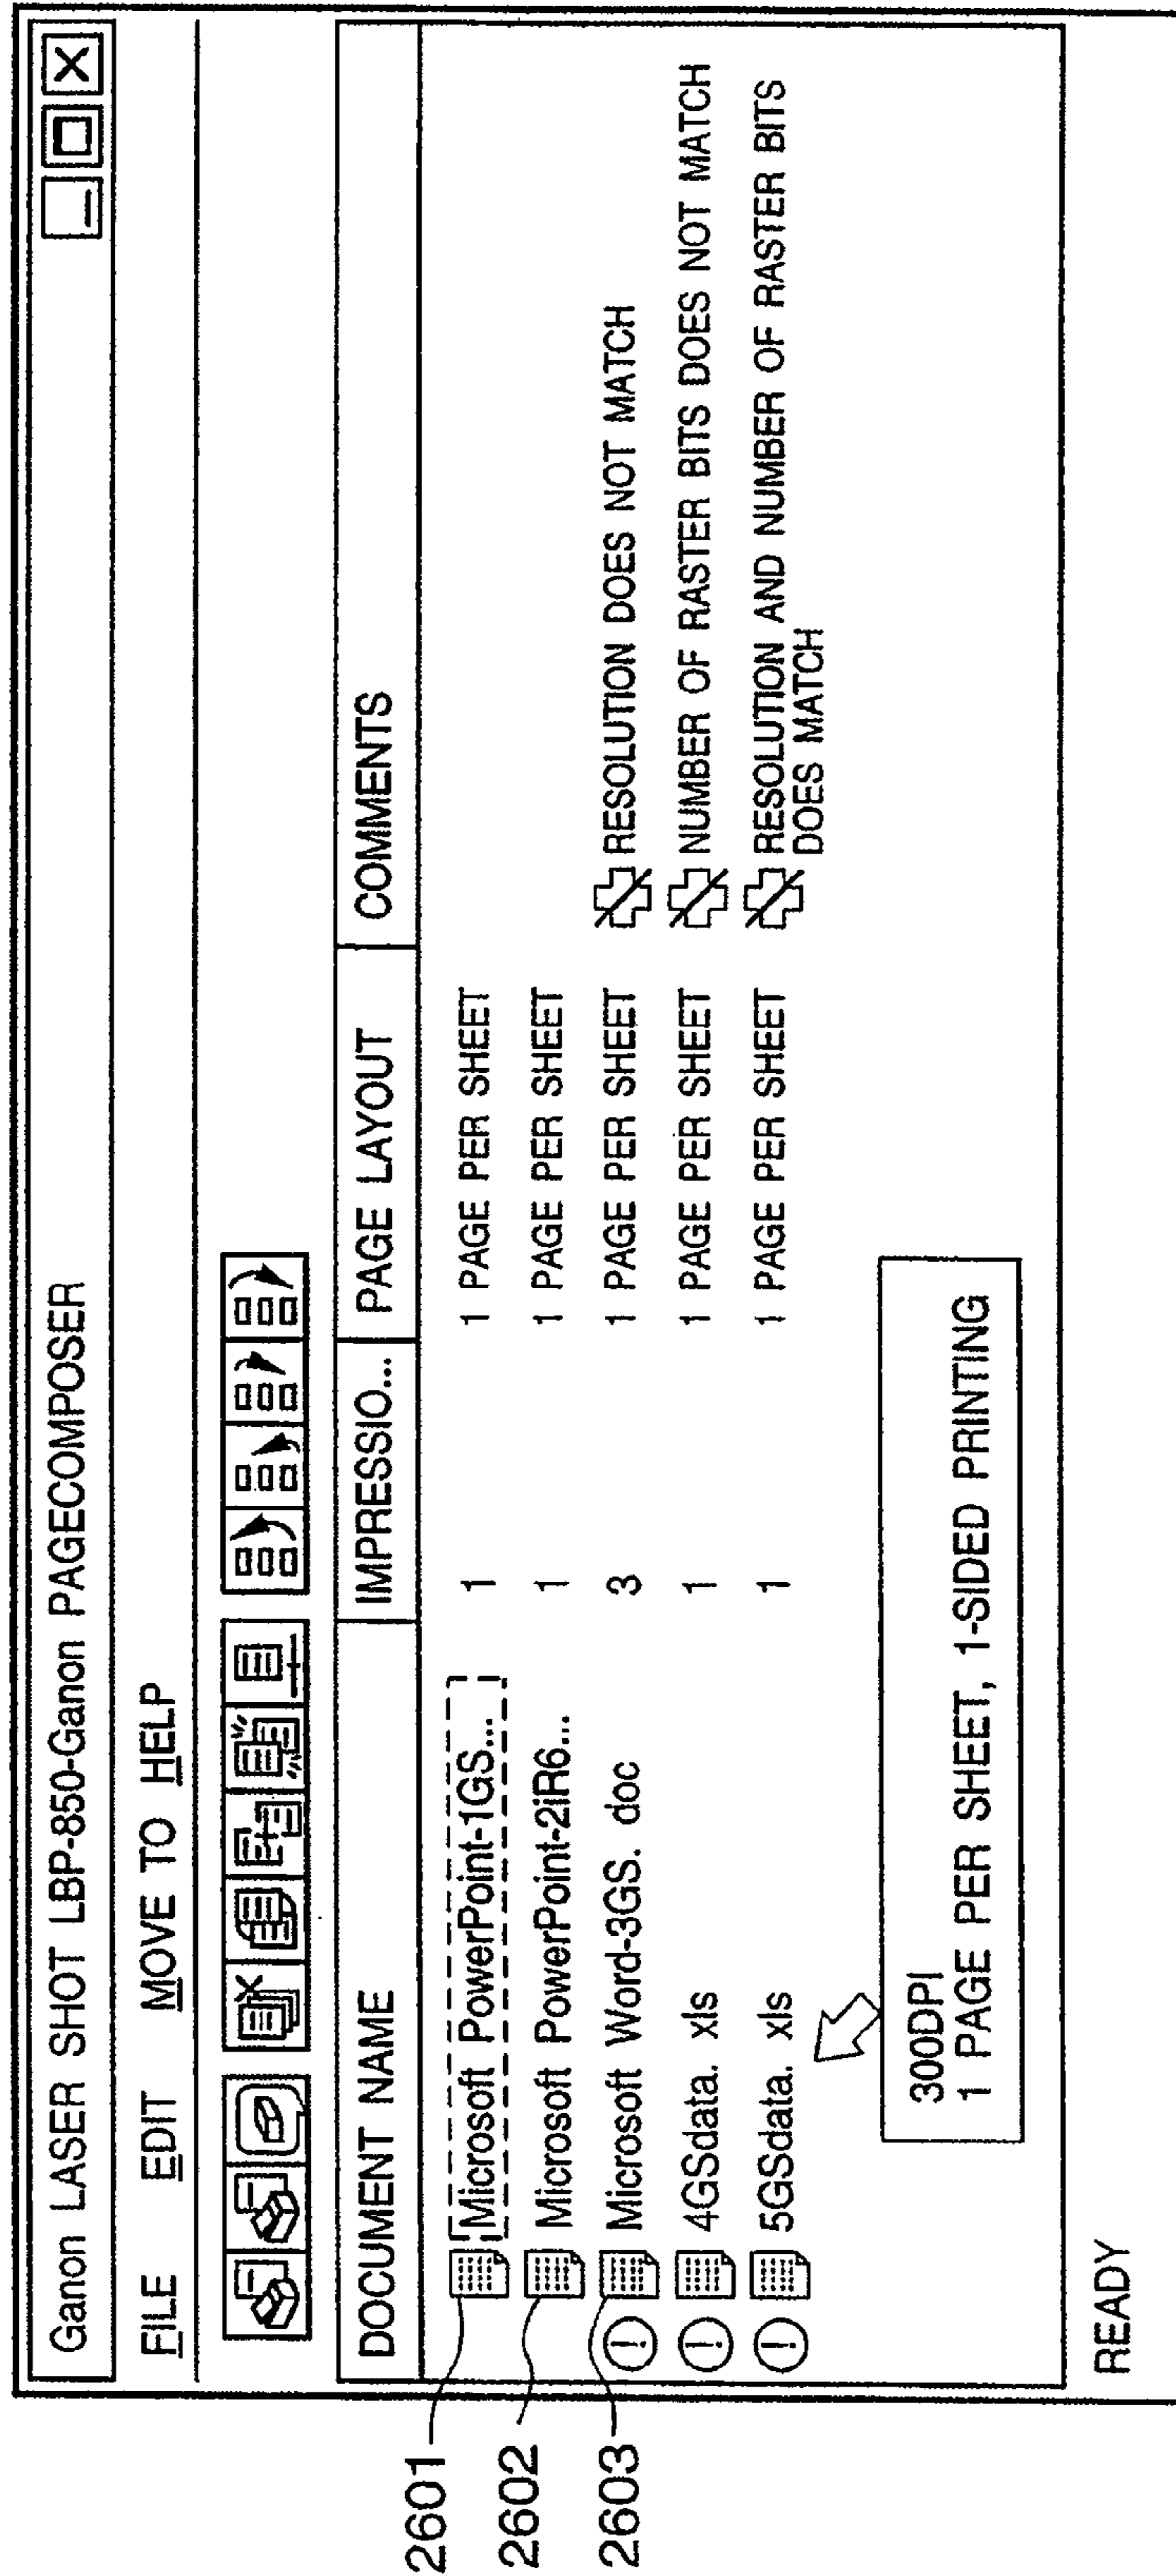 Ganon LASER SHOT LBP-850-Ganon PAGECOMPOSER
FILE EDIT MOVE TO HELP
DOCUMENT NAME IMPRESSIO... PAGE LAYOUT COMMENTS
2601 Microsoft PowerPoint-1GS... 1 1 PAGE PER SHEET
2602 Microsoft PowerPoint-2iR6... 1 1 PAGE PER SHEET
2603 ! Microsoft Word-3GS. doc 3 1 PAGE PER SHEET RESOLUTION DOES NOT MATCH
! 4GSdata. xls 1 1 PAGE PER SHEET NUMBER OF RASTER BITS DOES NOT MATCH
! 5GSdata. xls 1 1 PAGE PER SHEET RESOLUTION AND NUMBER OF RASTER BITS
DOES MATCH
300DPI
1 PAGE PER SHEET, 1-SIDED PRINTING
READY